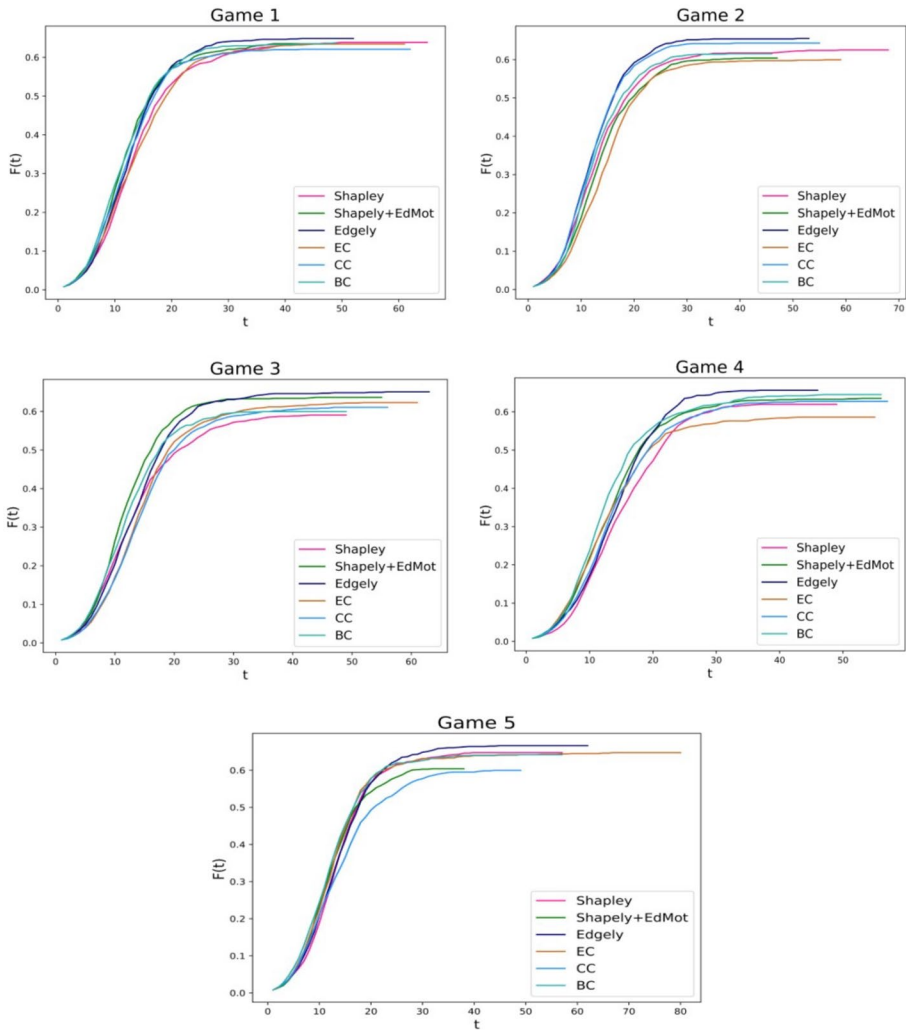 Game 1
F(t)
0.6
0.5
0.4
0.3
0.2
0.1
0.0
Shapley
Shapely+EdMot
Edgely
EC
CC
BC
0 10 20 30 40 50 60
t
Game 2
F(t)
0.6
0.5
0.4
0.3
0.2
0.1
0.0
Shapley
Shapely+EdMot
Edgely
EC
CC
BC
0 10 20 30 40 50 60 70
t
Game 3
F(t)
0.6
0.5
0.4
0.3
0.2
0.1
0.0
Shapley
Shapely+EdMot
Edgely
EC
CC
BC
0 10 20 30 40 50 60
t
Game 4
F(t)
0.6
0.5
0.4
0.3
0.2
0.1
0.0
Shapley
Shapely+EdMot
Edgely
EC
CC
BC
0 10 20 30 40 50
t
Game 5
F(t)
0.6
0.5
0.4
0.3
0.2
0.1
0.0
Shapley
Shapely+EdMot
Edgely
EC
CC
BC
0 10 20 30 40 50 60 70 80
t